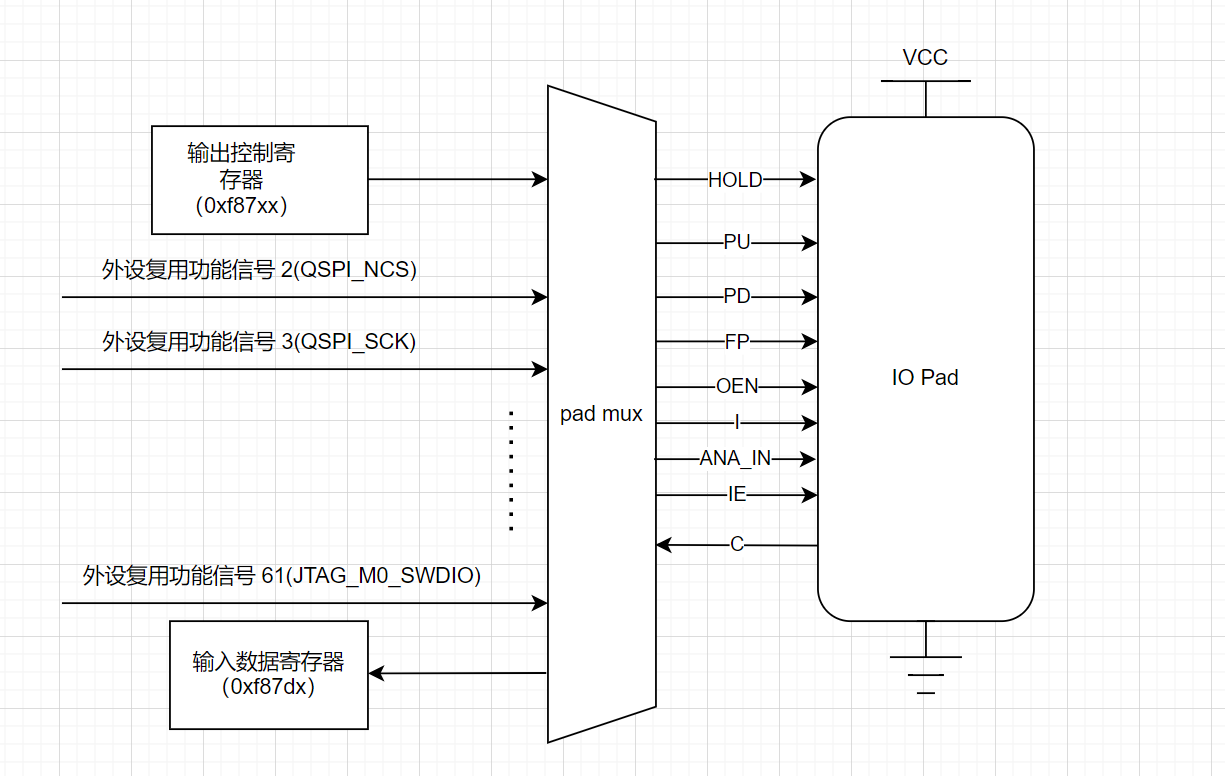 VCC
输出控制寄
存器
（0xf87xx）
HOLD
PU
外设复用功能信号 2(QSPI_NCS)
PD
外设复用功能信号 3(QSPI_SCK)
FP
IO Pad
OEN
pad mux
I
ANA_IN
IE
C
外设复用功能信号 61(JTAG_M0_SWDIO)
输入数据寄存器
（0xf87dx）